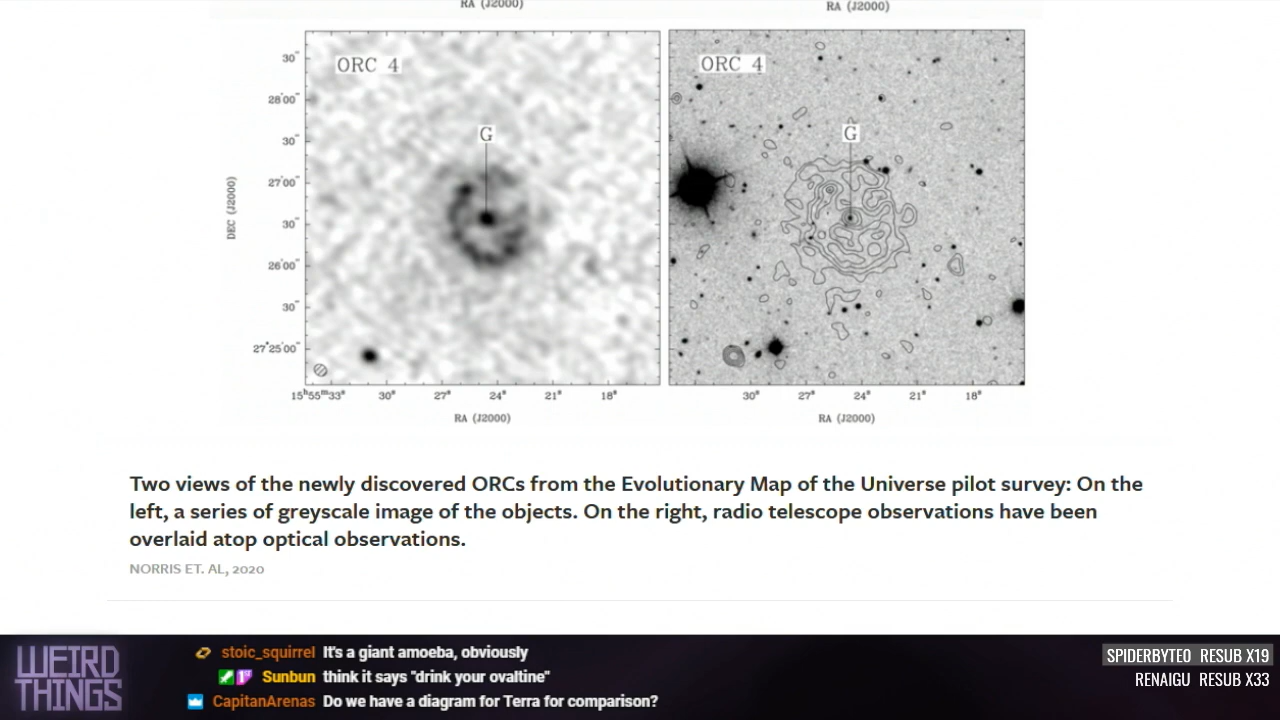 RA (J2000)
RA (J2000)
ORC 4
G
30"
28'00"
30"
27'00"
30"
26'00"
30"
27°25'00"
DEC (J2000)
15ʰ55ᵐ33ˢ
30ˢ
27ˢ
24ˢ
21ˢ
18ˢ
RA (J2000)
ORC 4
G
30ˢ
27ˢ
24ˢ
21ˢ
18ˢ
RA (J2000)
Two views of the newly discovered ORCs from the Evolutionary Map of the Universe pilot survey: On the
left, a series of greyscale image of the objects. On the right, radio telescope observations have been
overlaid atop optical observations.
NORRIS ET. AL, 2020
WEIRD
THINGS
stoic_squirrel It's a giant amoeba, obviously
Sunbun think it says "drink your ovaltine"
CapitanArenas Do we have a diagram for Terra for comparison?
SPIDERBYTE0 RESUB X19
RENAIGU RESUB X33